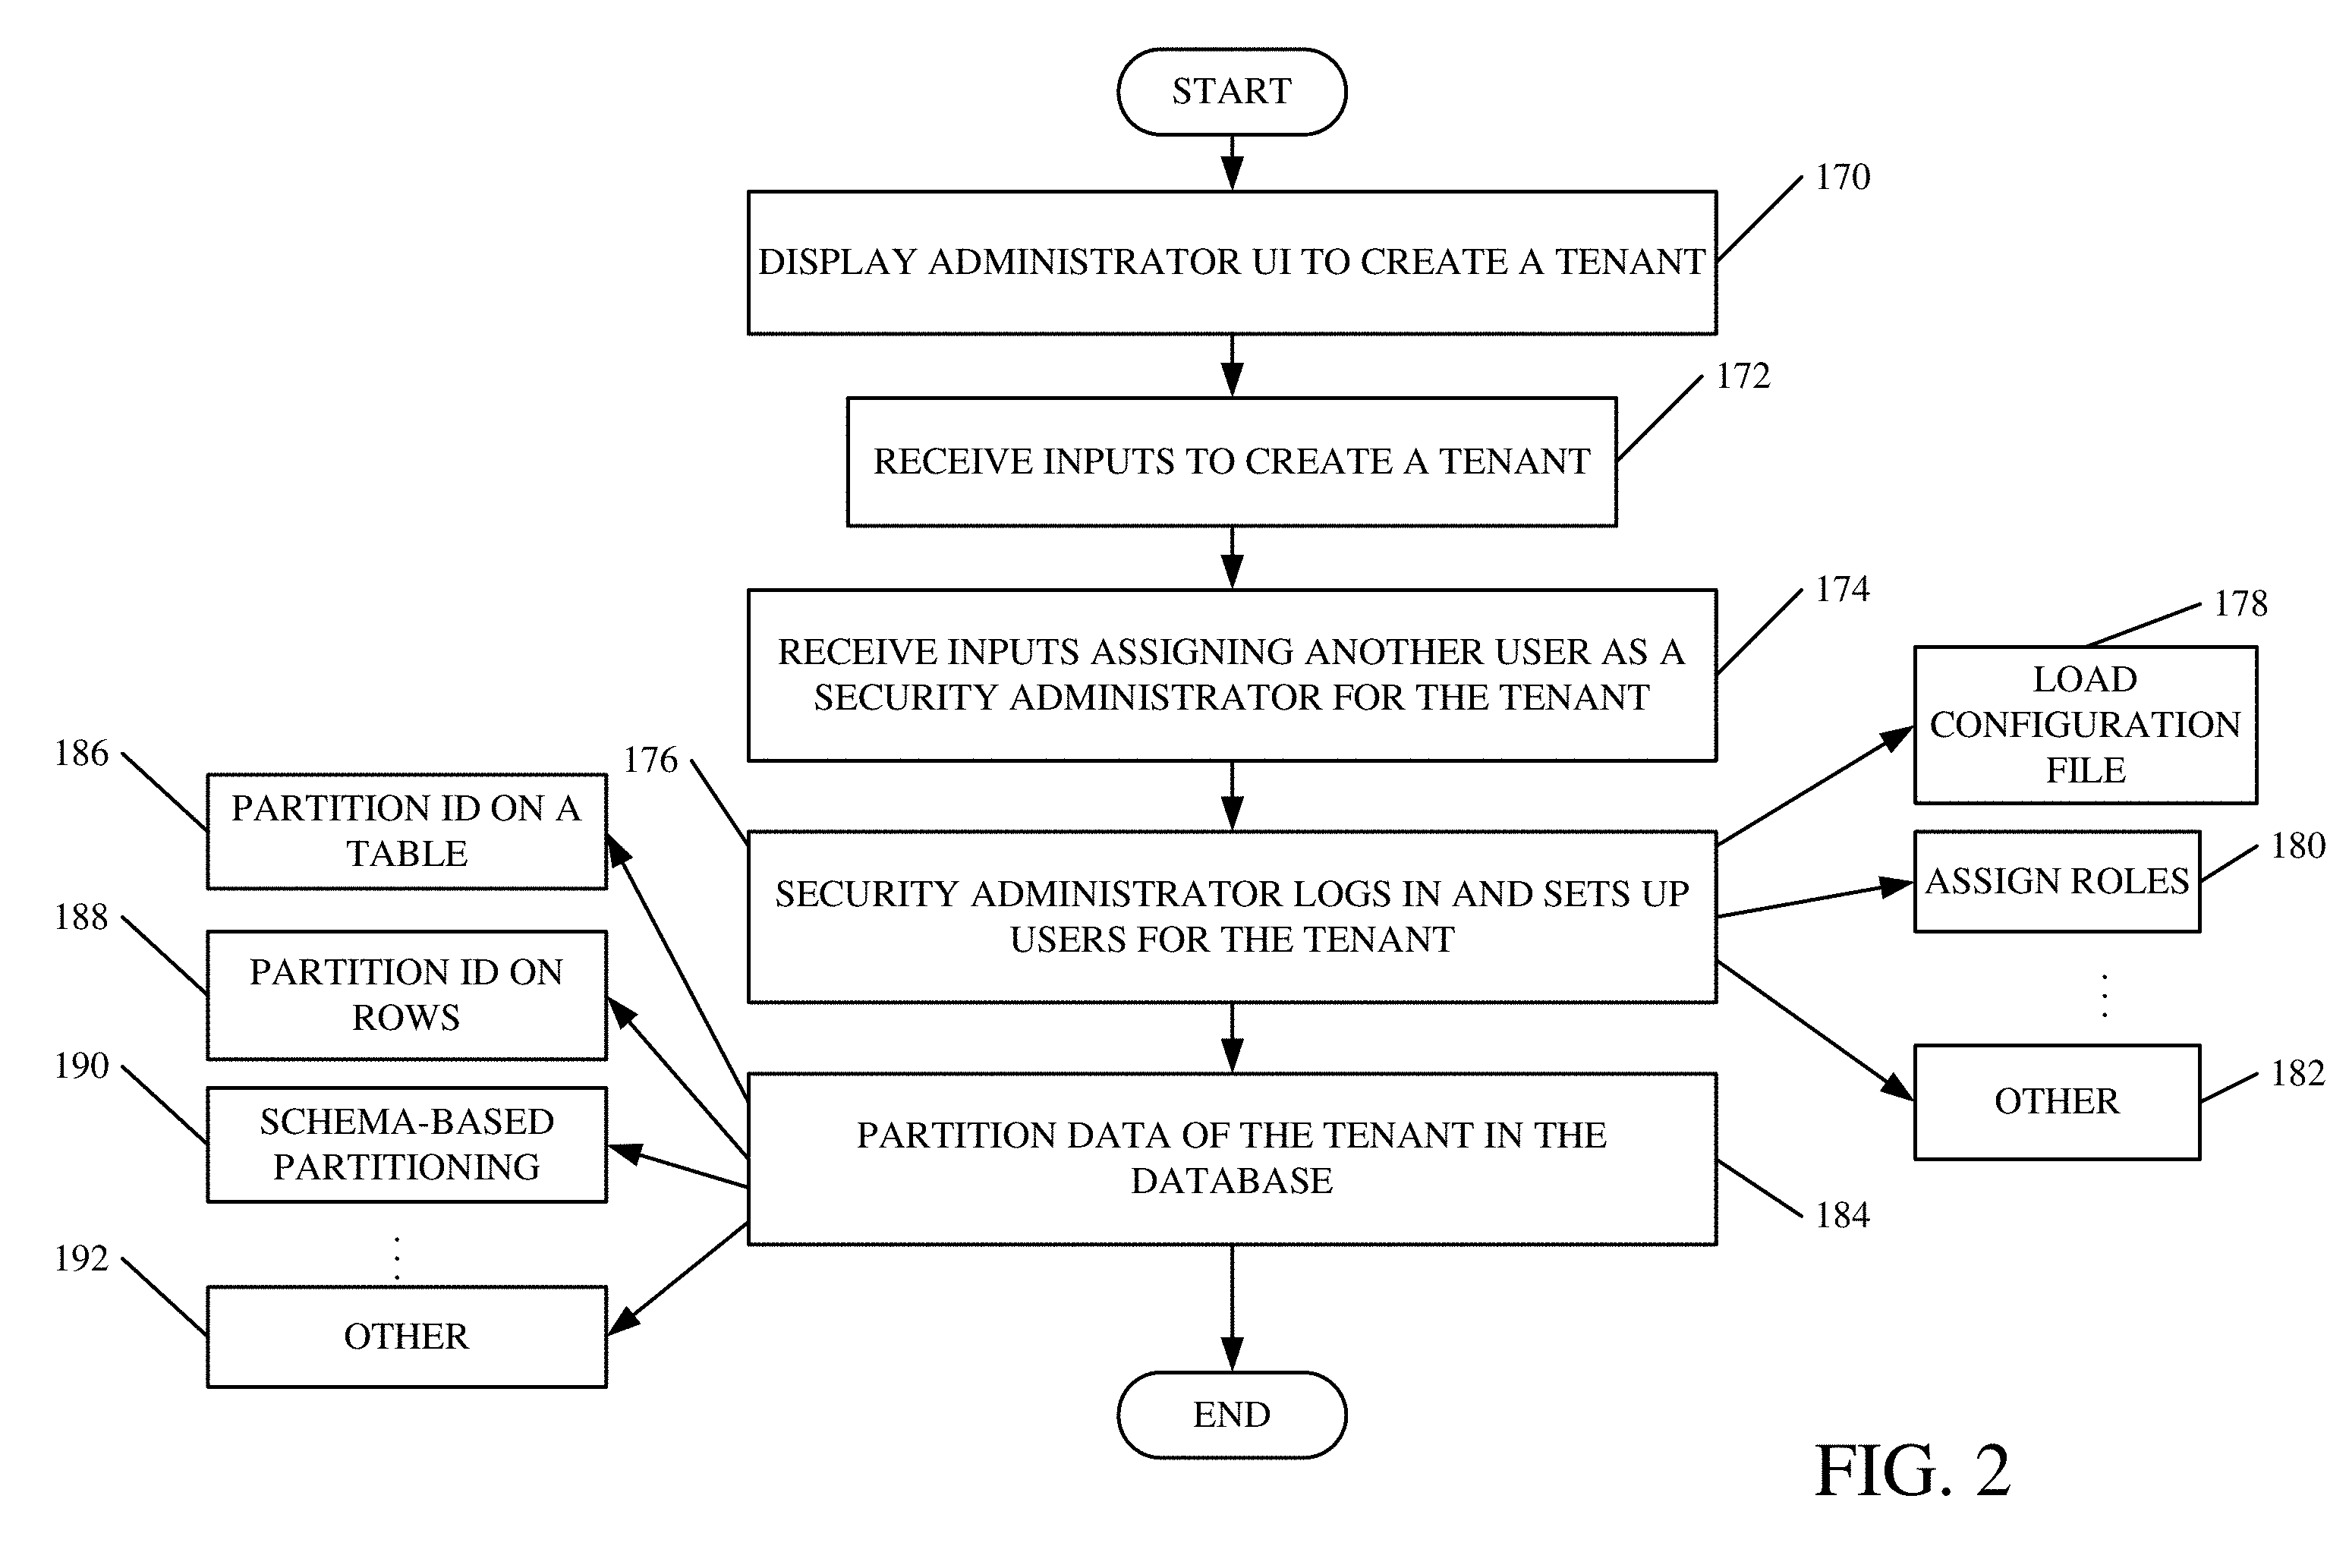 START
170
DISPLAY ADMINISTRATOR UI TO CREATE A TENANT
172
RECEIVE INPUTS TO CREATE A TENANT
174
RECEIVE INPUTS ASSIGNING ANOTHER USER AS A
SECURITY ADMINISTRATOR FOR THE TENANT
178
LOAD
CONFIGURATION
FILE
176
SECURITY ADMINISTRATOR LOGS IN AND SETS UP
USERS FOR THE TENANT
180
ASSIGN ROLES
182
OTHER
186
PARTITION ID ON A
TABLE
188
PARTITION ID ON
ROWS
190
SCHEMA-BASED
PARTITIONING
192
OTHER
PARTITION DATA OF THE TENANT IN THE
DATABASE
184
END
FIG. 2